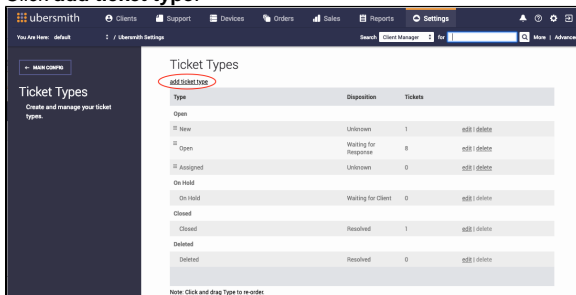 Click add ticket type.
ubersmith Clients Support Devices Orders Sales Reports Settings
You Are Here: default / Ubersmith Settings Search Client Manager for More | Advanced
← MAIN CONFIG
Ticket Types
Create and manage your ticket
types.
Ticket Types
add ticket type
Type Disposition Tickets
Open
New Unknown 1 edit | delete
Open Waiting for Response 8 edit | delete
Assigned Unknown 0 edit | delete
On Hold
On Hold Waiting for Client 0 edit | delete
Closed
Closed Resolved 1 edit | delete
Deleted
Deleted Resolved 0 edit | delete
Note: Click and drag Type to re-order.